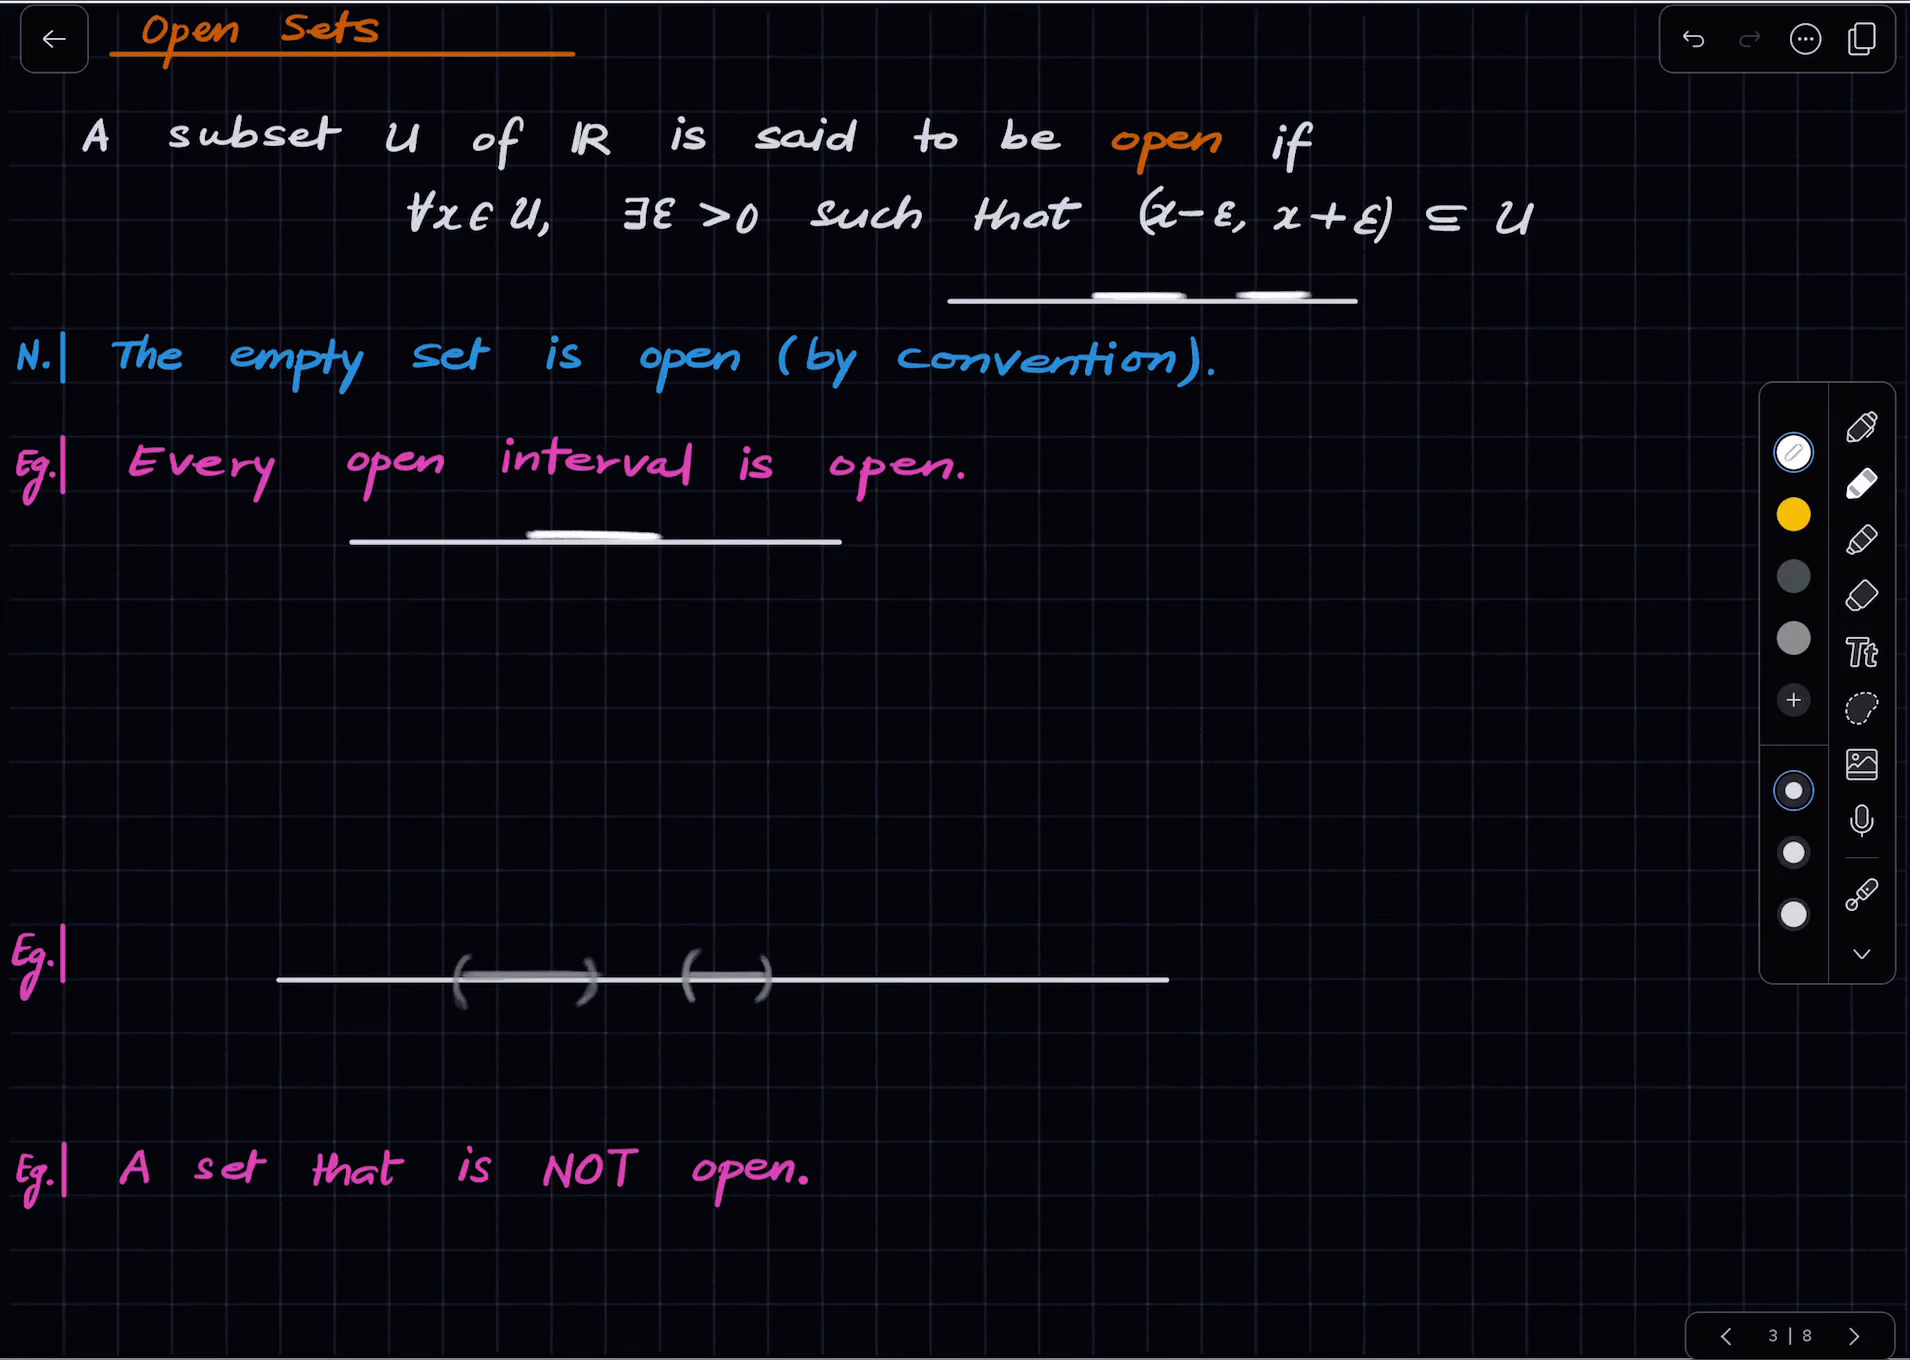 Open Sets
A subset U of ℝ is said to be open if
∀x∈U, ∃ε>0 such that (x-ε, x+ε) ⊆ U
N.| The empty set is open (by convention).
Eg.| Every open interval is open.
Tt
Eg.|
( ) ( )
Eg.| A set that is NOT open.
3 | 8